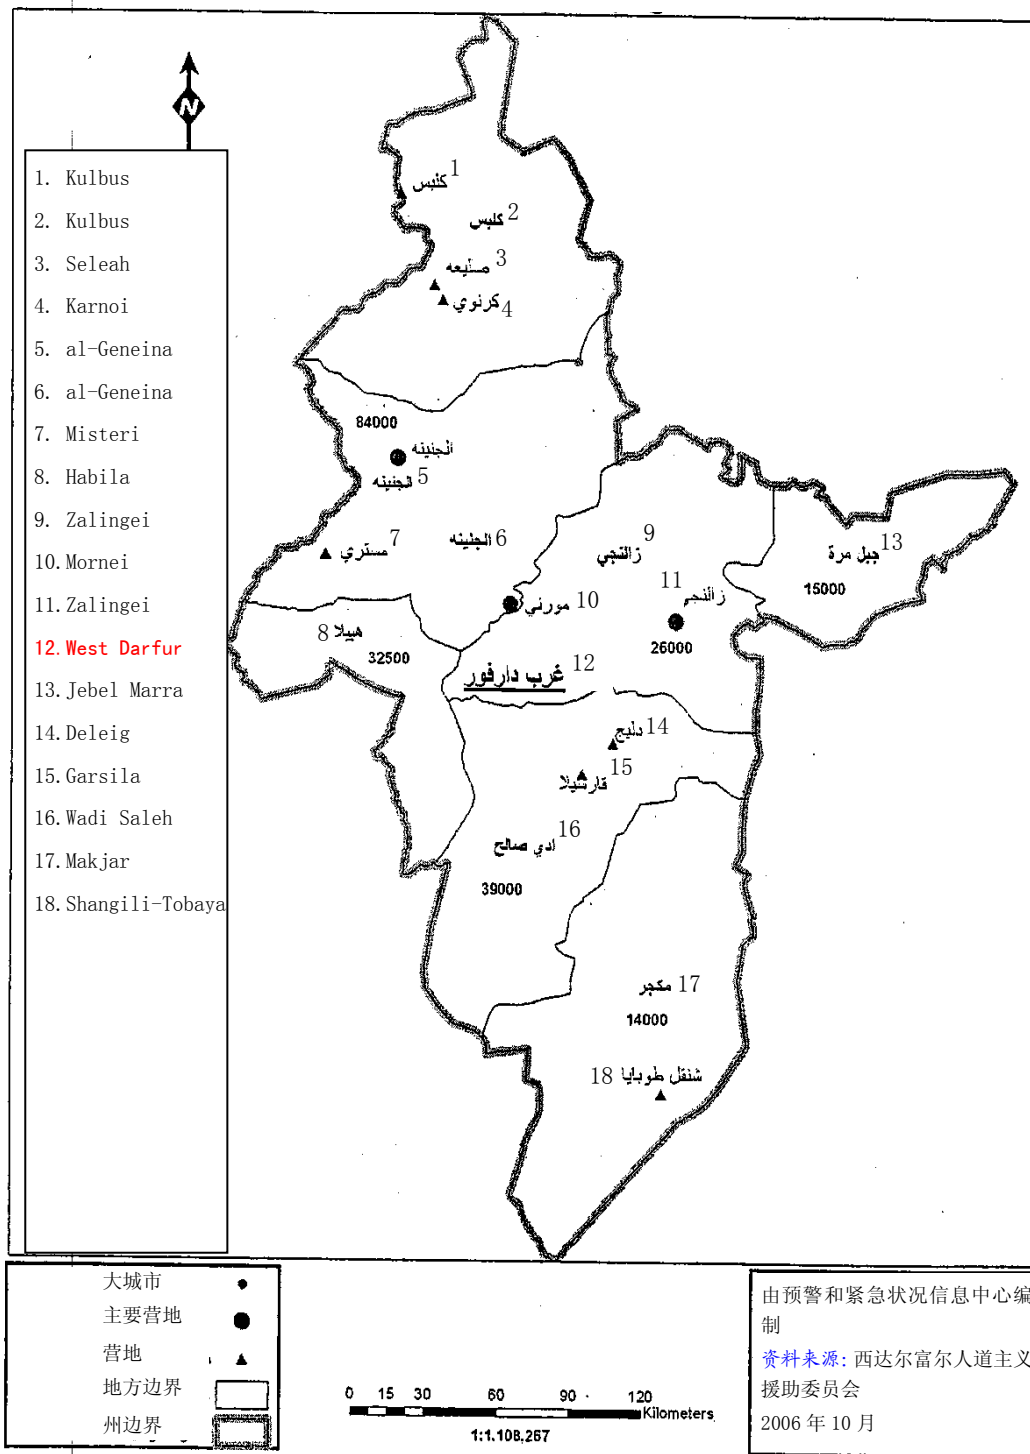 N
1. Kulbus
2. Kulbus
3. Seleah
4. Karnoi
5. al-Geneina
6. al-Geneina
7. Misteri
8. Habila
9. Zalingei
10. Mornei
11. Zalingei
12. West Darfur
13. Jebel Marra
14. Deleig
15. Garsila
16. Wadi Saleh
17. Makjar
18. Shangili-Tobaya
كلبس 1
كلبس 2
سليعه 3
كرنوي 4
84000
الجنينه
الجنينه 5
الجنينه 6
مستري 7
زالنجي 9
جبل مرة 13
15000
مورني 10
زالنجي 11
26000
هبيلا 8
32500
غرب دارفور 12
دليج 14
قارسيلا 15
ادي صالح 16
39000
مكجر 17
14000
شنقل طوبايا 18
大城市
主要营地
营地
地方边界
州边界
0 15 30 60 90 120
Kilometers
1:1,108,267
由预警和紧急状况信息中心编
制
资料来源: 西达尔富尔人道主义
援助委员会
2006 年 10 月